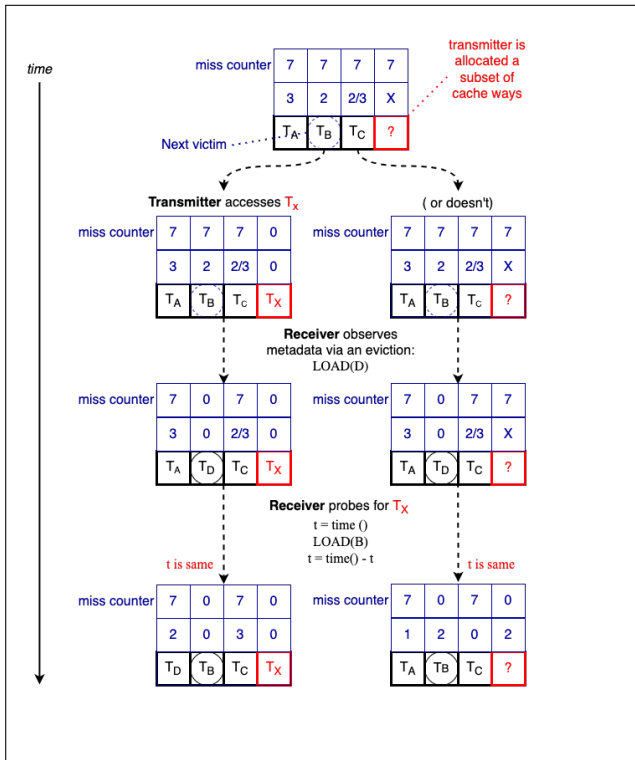 transmitter is
allocated a
subset of
cache ways
time
miss counter 7 7 7 7
3 2 2/3 X
Next victim TA TB TC ?
Transmitter accesses Tx
( or doesn't)
miss counter 7 7 7 0
3 2 2/3 0
TA TB Tc TX
miss counter 7 7 7 7
3 2 2/3 X
TA TB Tc ?
Receiver observes
metadata via an eviction:
LOAD(D)
miss counter 7 0 7 0
3 0 2/3 0
TA TD TC TX
miss counter 7 0 7 7
3 0 2/3 X
TA TD TC ?
Receiver probes for TX
t = time ()
LOAD(B)
t = time() - t
t is same
t is same
miss counter 7 0 7 0
2 0 3 0
TD TB TC TX
miss counter 7 0 7 0
1 2 0 2
TA TB TC ?